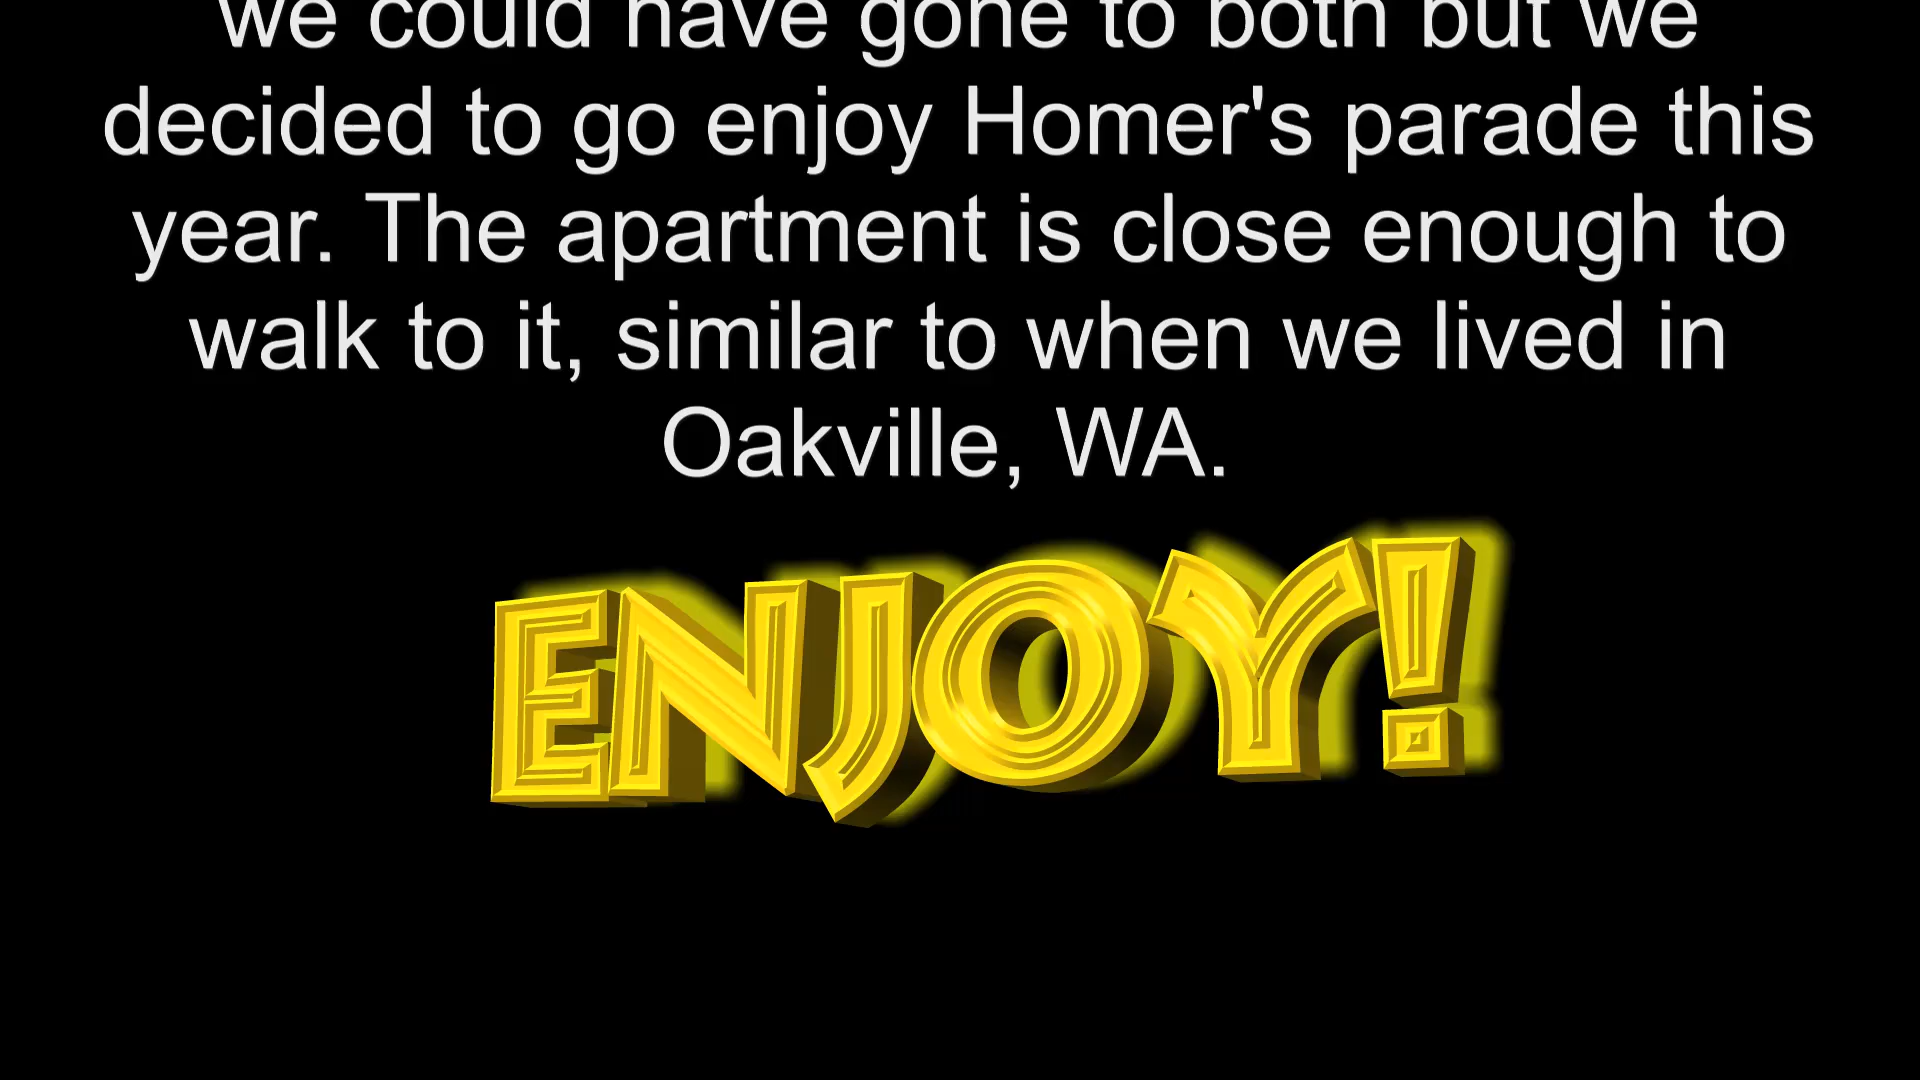 we could have gone to both but we
decided to go enjoy Homer's parade this
year. The apartment is close enough to
walk to it, similar to when we lived in
Oakville, WA.
ENJOY!